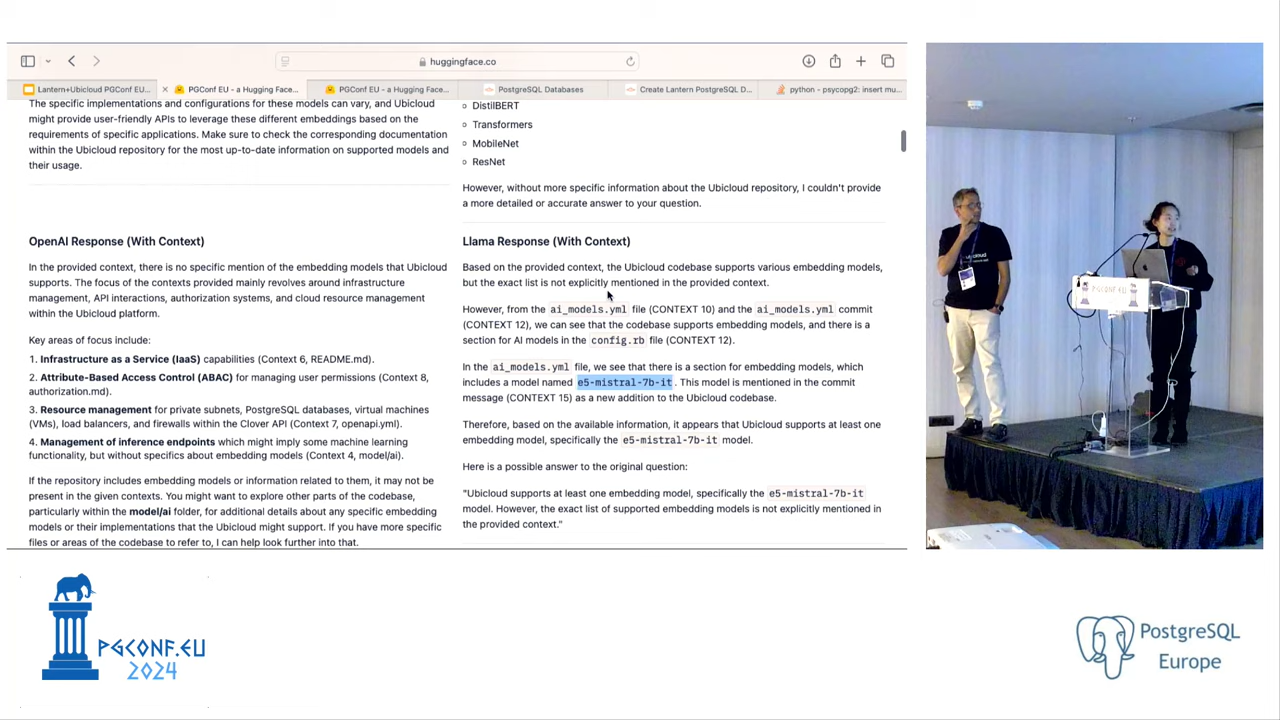 huggingface.co
Lantern+Ubicloud PGConf EU...
PGConf EU - a Hugging Face...
PGConf EU - a Hugging Face...
PostgreSQL Databases
Create Lantern PostgreSQL D...
python - psycopg2: insert mu...
The specific implementations and configurations for these models can vary, and Ubicloud
might provide user-friendly APIs to leverage these different embeddings based on the
requirements of specific applications. Make sure to check the corresponding documentation
within the Ubicloud repository for the most up-to-date information on supported models and
their usage.
OpenAI Response (With Context)
In the provided context, there is no specific mention of the embedding models that Ubicloud
supports. The focus of the contexts provided mainly revolves around infrastructure
management, API interactions, authorization systems, and cloud resource management
within the Ubicloud platform.
Key areas of focus include:
1. Infrastructure as a Service (IaaS) capabilities (Context 6, README.md).
2. Attribute-Based Access Control (ABAC) for managing user permissions (Context 8,
authorization.md).
3. Resource management for private subnets, PostgreSQL databases, virtual machines
(VMs), load balancers, and firewalls within the Clover API (Context 7, openapi.yml).
4. Management of inference endpoints which might imply some machine learning
functionality, but without specifics about embedding models (Context 4, model/ai).
If the repository includes embedding models or information related to them, it may not be
present in the given contexts. You might want to explore other parts of the codebase,
particularly within the model/ai folder, for additional details about any specific embedding
models or their implementations that the Ubicloud might support. If you have more specific
files or areas of the codebase to refer to, I can help look further into that.
DistilBERT
Transformers
MobileNet
ResNet
However, without more specific information about the Ubicloud repository, I couldn't provide
a more detailed or accurate answer to your question.
Llama Response (With Context)
Based on the provided context, the Ubicloud codebase supports various embedding models,
but the exact list is not explicitly mentioned in the provided context.
However, from the ai_models.yml file (CONTEXT 10) and the ai_models.yml commit
(CONTEXT 12), we can see that the codebase supports embedding models, and there is a
section for AI models in the config.rb file (CONTEXT 12).
In the ai_models.yml file, we see that there is a section for embedding models, which
includes a model named e5-mistral-7b-it. This model is mentioned in the commit
message (CONTEXT 15) as a new addition to the Ubicloud codebase.
Therefore, based on the available information, it appears that Ubicloud supports at least one
embedding model, specifically the e5-mistral-7b-it model.
Here is a possible answer to the original question:
"Ubicloud supports at least one embedding model, specifically the e5-mistral-7b-it
model. However, the exact list of supported embedding models is not explicitly mentioned in
the provided context."
PGCONF.EU
PGCONF.EU
2024
PostgreSQL
Europe